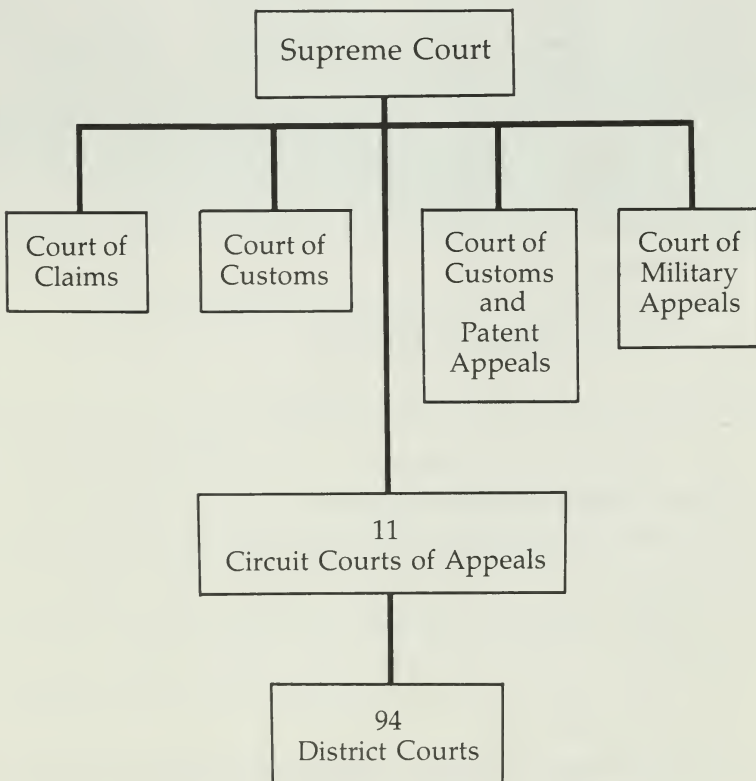 Supreme Court
Court of
Claims
Court of
Customs
Court of
Customs
and
Patent
Appeals
Court of
Military
Appeals
11
Circuit Courts of Appeals
94
District Courts